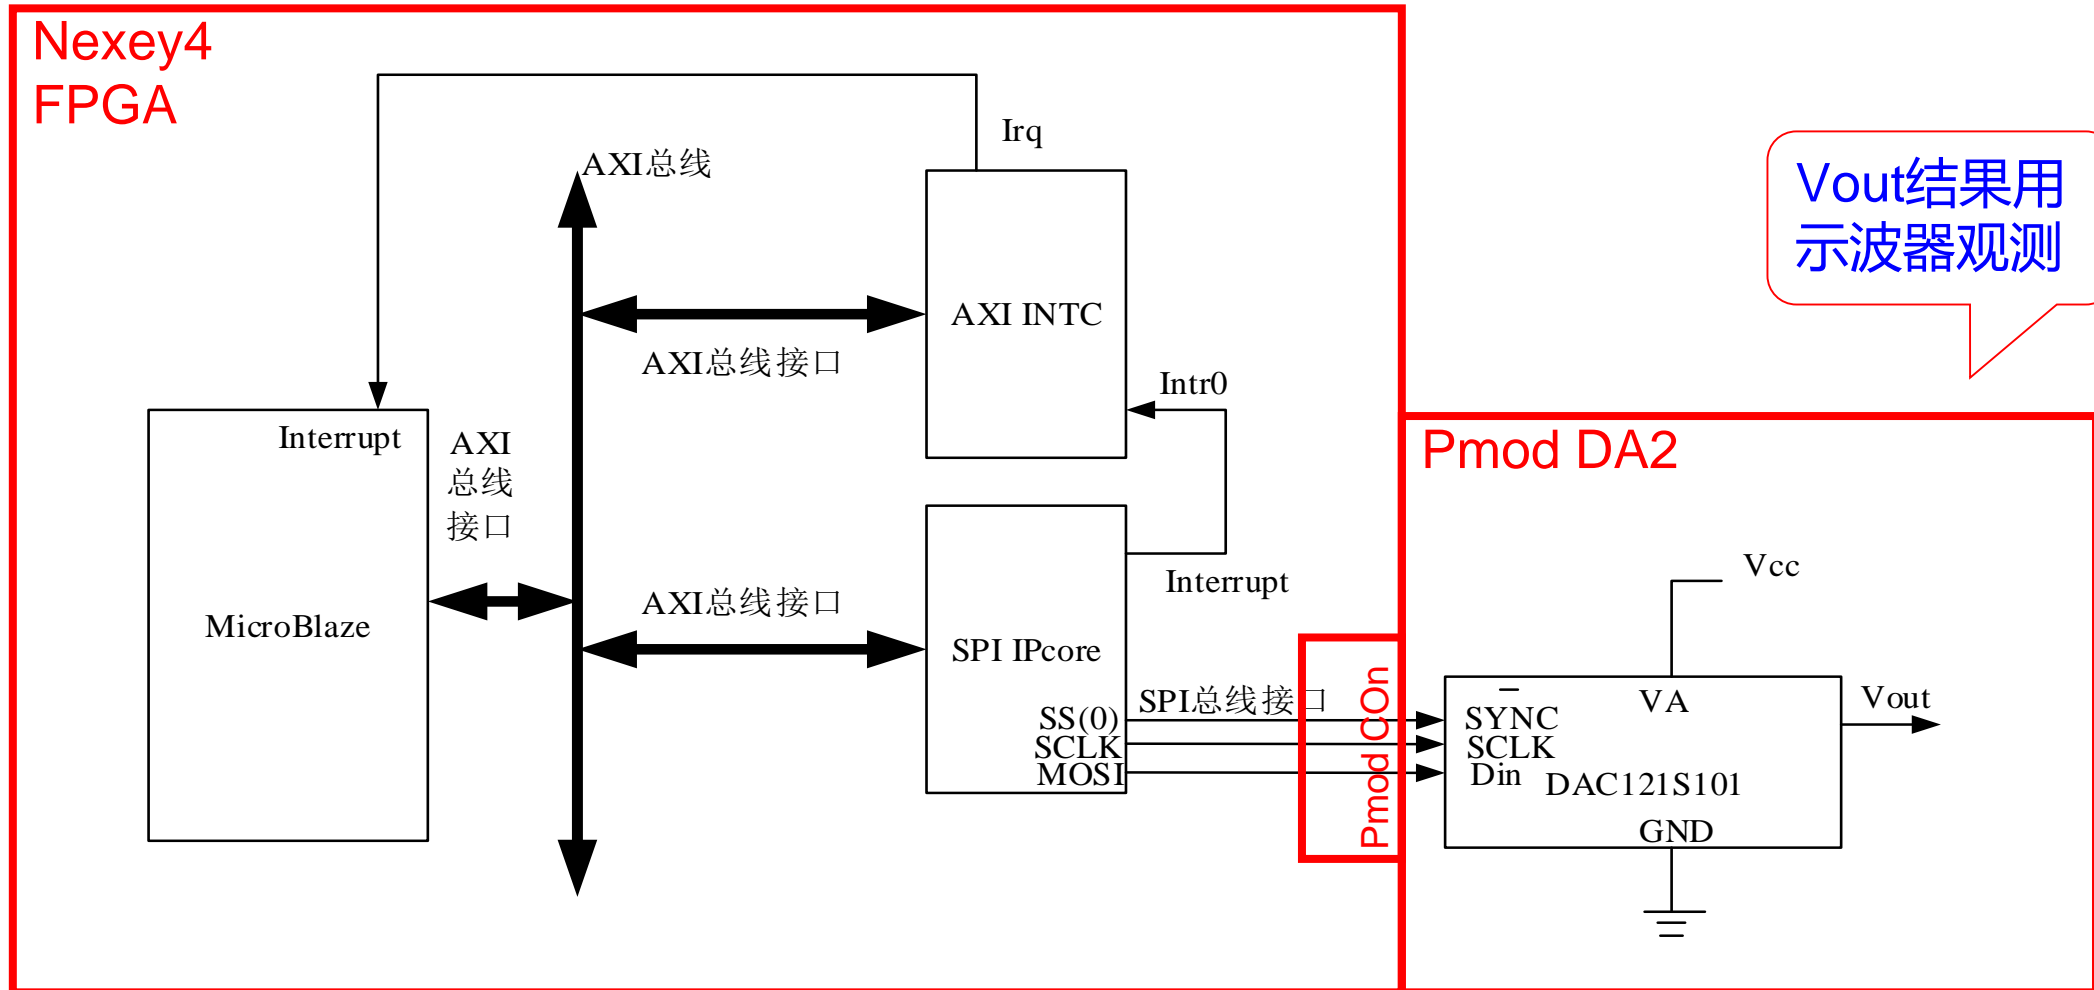 Nexey4
FPGA
Irq
AXI总线
Vout结果用
示波器观测
AXI INTC
AXI总线接口
Intr0
Interrupt
AXI
总线
接口
Pmod DA2
Vcc
Interrupt
AXI总线接口
MicroBlaze
SPI IPcore
SPI总线接口
Pmod COn
SS(0)
SCLK
MOSI
SYNC
SCLK
Din
VA
Vout
DAC121S101
GND